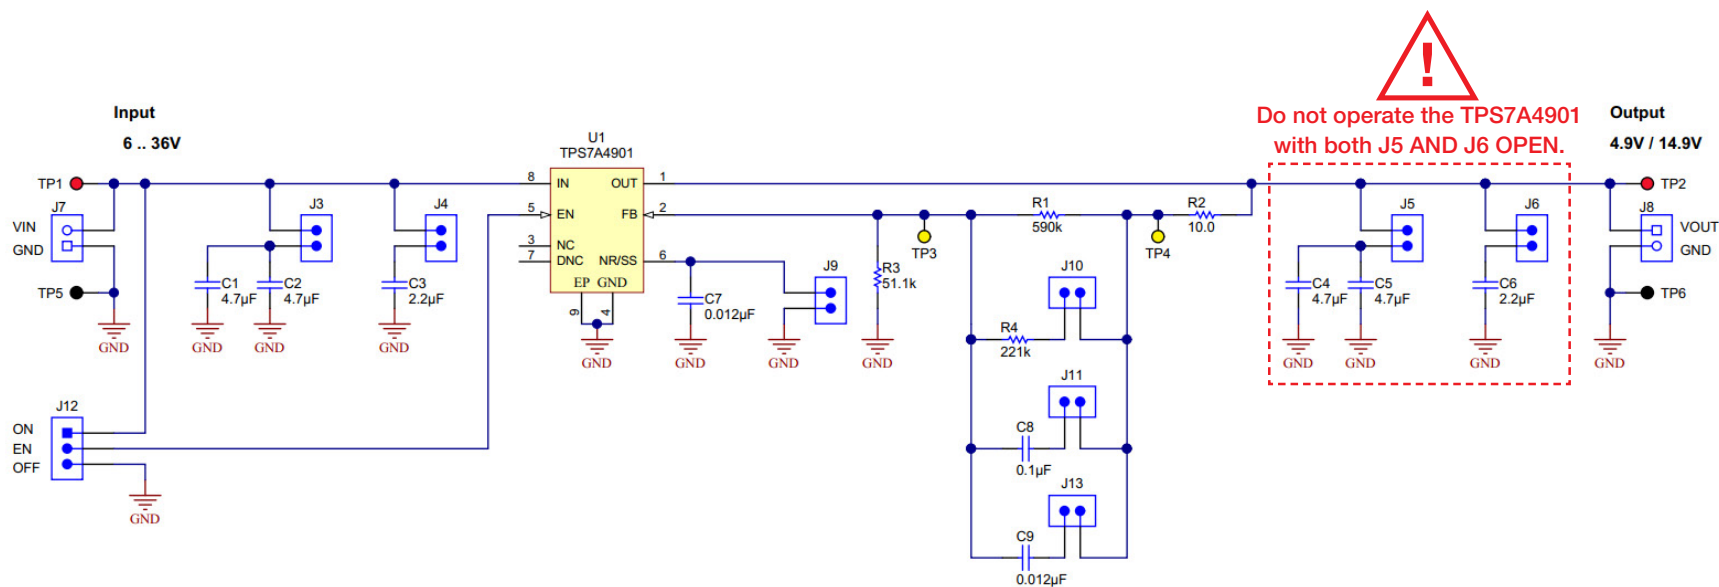 !
Do not operate the TPS7A4901
with both J5 AND J6 OPEN.
Input
6 .. 36V
Output
4.9V / 14.9V
U1
TPS7A4901
TP1
J7
VIN
GND
TP5
GND
J3
C1
4.7µF
GND
C2
4.7µF
GND
J4
C3
2.2µF
GND
8
IN
OUT
1
5
EN
FB
2
3
NC
7
DNC
NR/SS
6
EP GND
9
4
GND
C7
0.012µF
GND
J9
GND
R3
51.1k
GND
TP3
R1
590k
TP4
R2
10.0
J10
R4
221k
J11
C8
0.1µF
J13
C9
0.012µF
J5
C4
4.7µF
GND
C5
4.7µF
GND
J6
C6
2.2µF
GND
TP2
J8
VOUT
GND
TP6
GND
J12
ON
EN
OFF
GND